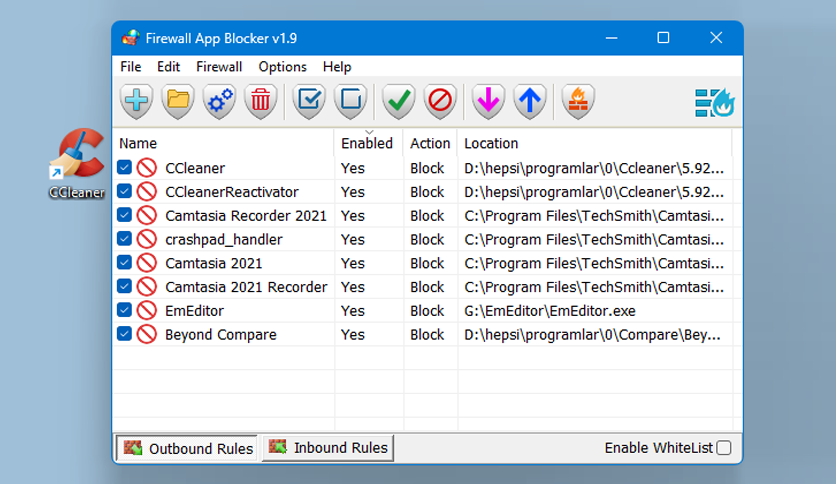 Firewall App Blocker v1.9
File Edit Firewall Options Help
Name Enabled Action Location
CCleaner Yes Block D:\hepsi\programlar\0\Ccleaner\5.92...
CCleanerReactivator Yes Block D:\hepsi\programlar\0\Ccleaner\5.92...
CCleaner
Camtasia Recorder 2021 Yes Block C:\Program Files\TechSmith\Camtasi...
crashpad_handler Yes Block C:\Program Files\TechSmith\Camtasi...
Camtasia 2021 Yes Block C:\Program Files\TechSmith\Camtasi...
Camtasia 2021 Recorder Yes Block C:\Program Files\TechSmith\Camtasi...
EmEditor Yes Block G:\EmEditor\EmEditor.exe
Beyond Compare Yes Block D:\hepsi\programlar\0\Compare\Bey...
Outbound Rules Inbound Rules Enable WhiteList